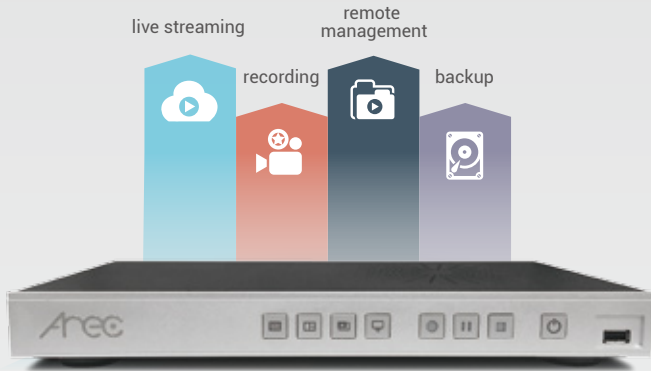 live streaming
remote
management
recording
backup
Arec